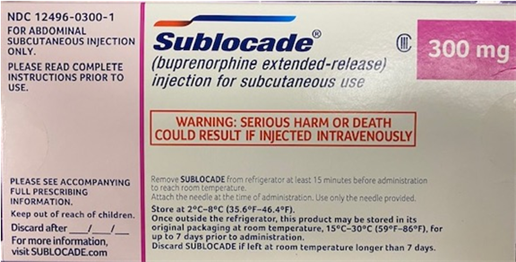 NDC 12496-0300-1
FOR ABDOMINAL
SUBCUTANEOUS INJECTION
ONLY.
PLEASE READ COMPLETE
INSTRUCTIONS PRIOR TO
USE.
PLEASE SEE ACCOMPANYING
FULL PRESCRIBING
INFORMATION.
Keep out of reach of children.
Discard after ___/___/___
For more information,
visit SUBLOCADE.com
Sublocade®
(buprenorphine extended-release)
injection for subcutaneous use
CIII
300 mg
WARNING: SERIOUS HARM OR DEATH
COULD RESULT IF INJECTED INTRAVENOUSLY
Remove SUBLOCADE from refrigerator at least 15 minutes before administration
to reach room temperature.
Attach the needle at the time of administration. Use only the needle provided.
Store at 2°C–8°C (35.6°F–46.4°F).
Once outside the refrigerator, this product may be stored in its
original packaging at room temperature, 15°C–30°C (59°F–86°F), for
up to 7 days prior to administration.
Discard SUBLOCADE if left at room temperature longer than 7 days.